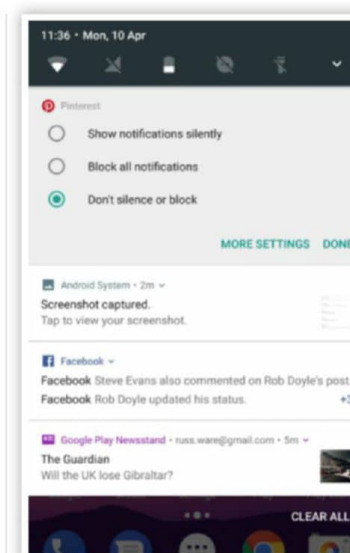 11:36 • Mon, 10 Apr
Pinterest
Show notifications silently
Block all notifications
Don't silence or block
MORE SETTINGS DONE
Android System • 2m
Screenshot captured.
Tap to view your screenshot.
Facebook
Facebook Steve Evans also commented on Rob Doyle's post.
Facebook Rob Doyle updated his status.
+3
Google Play Newsstand • russ.ware@gmail.com • 5m
The Guardian
Will the UK lose Gibraltar?
CLEAR ALL